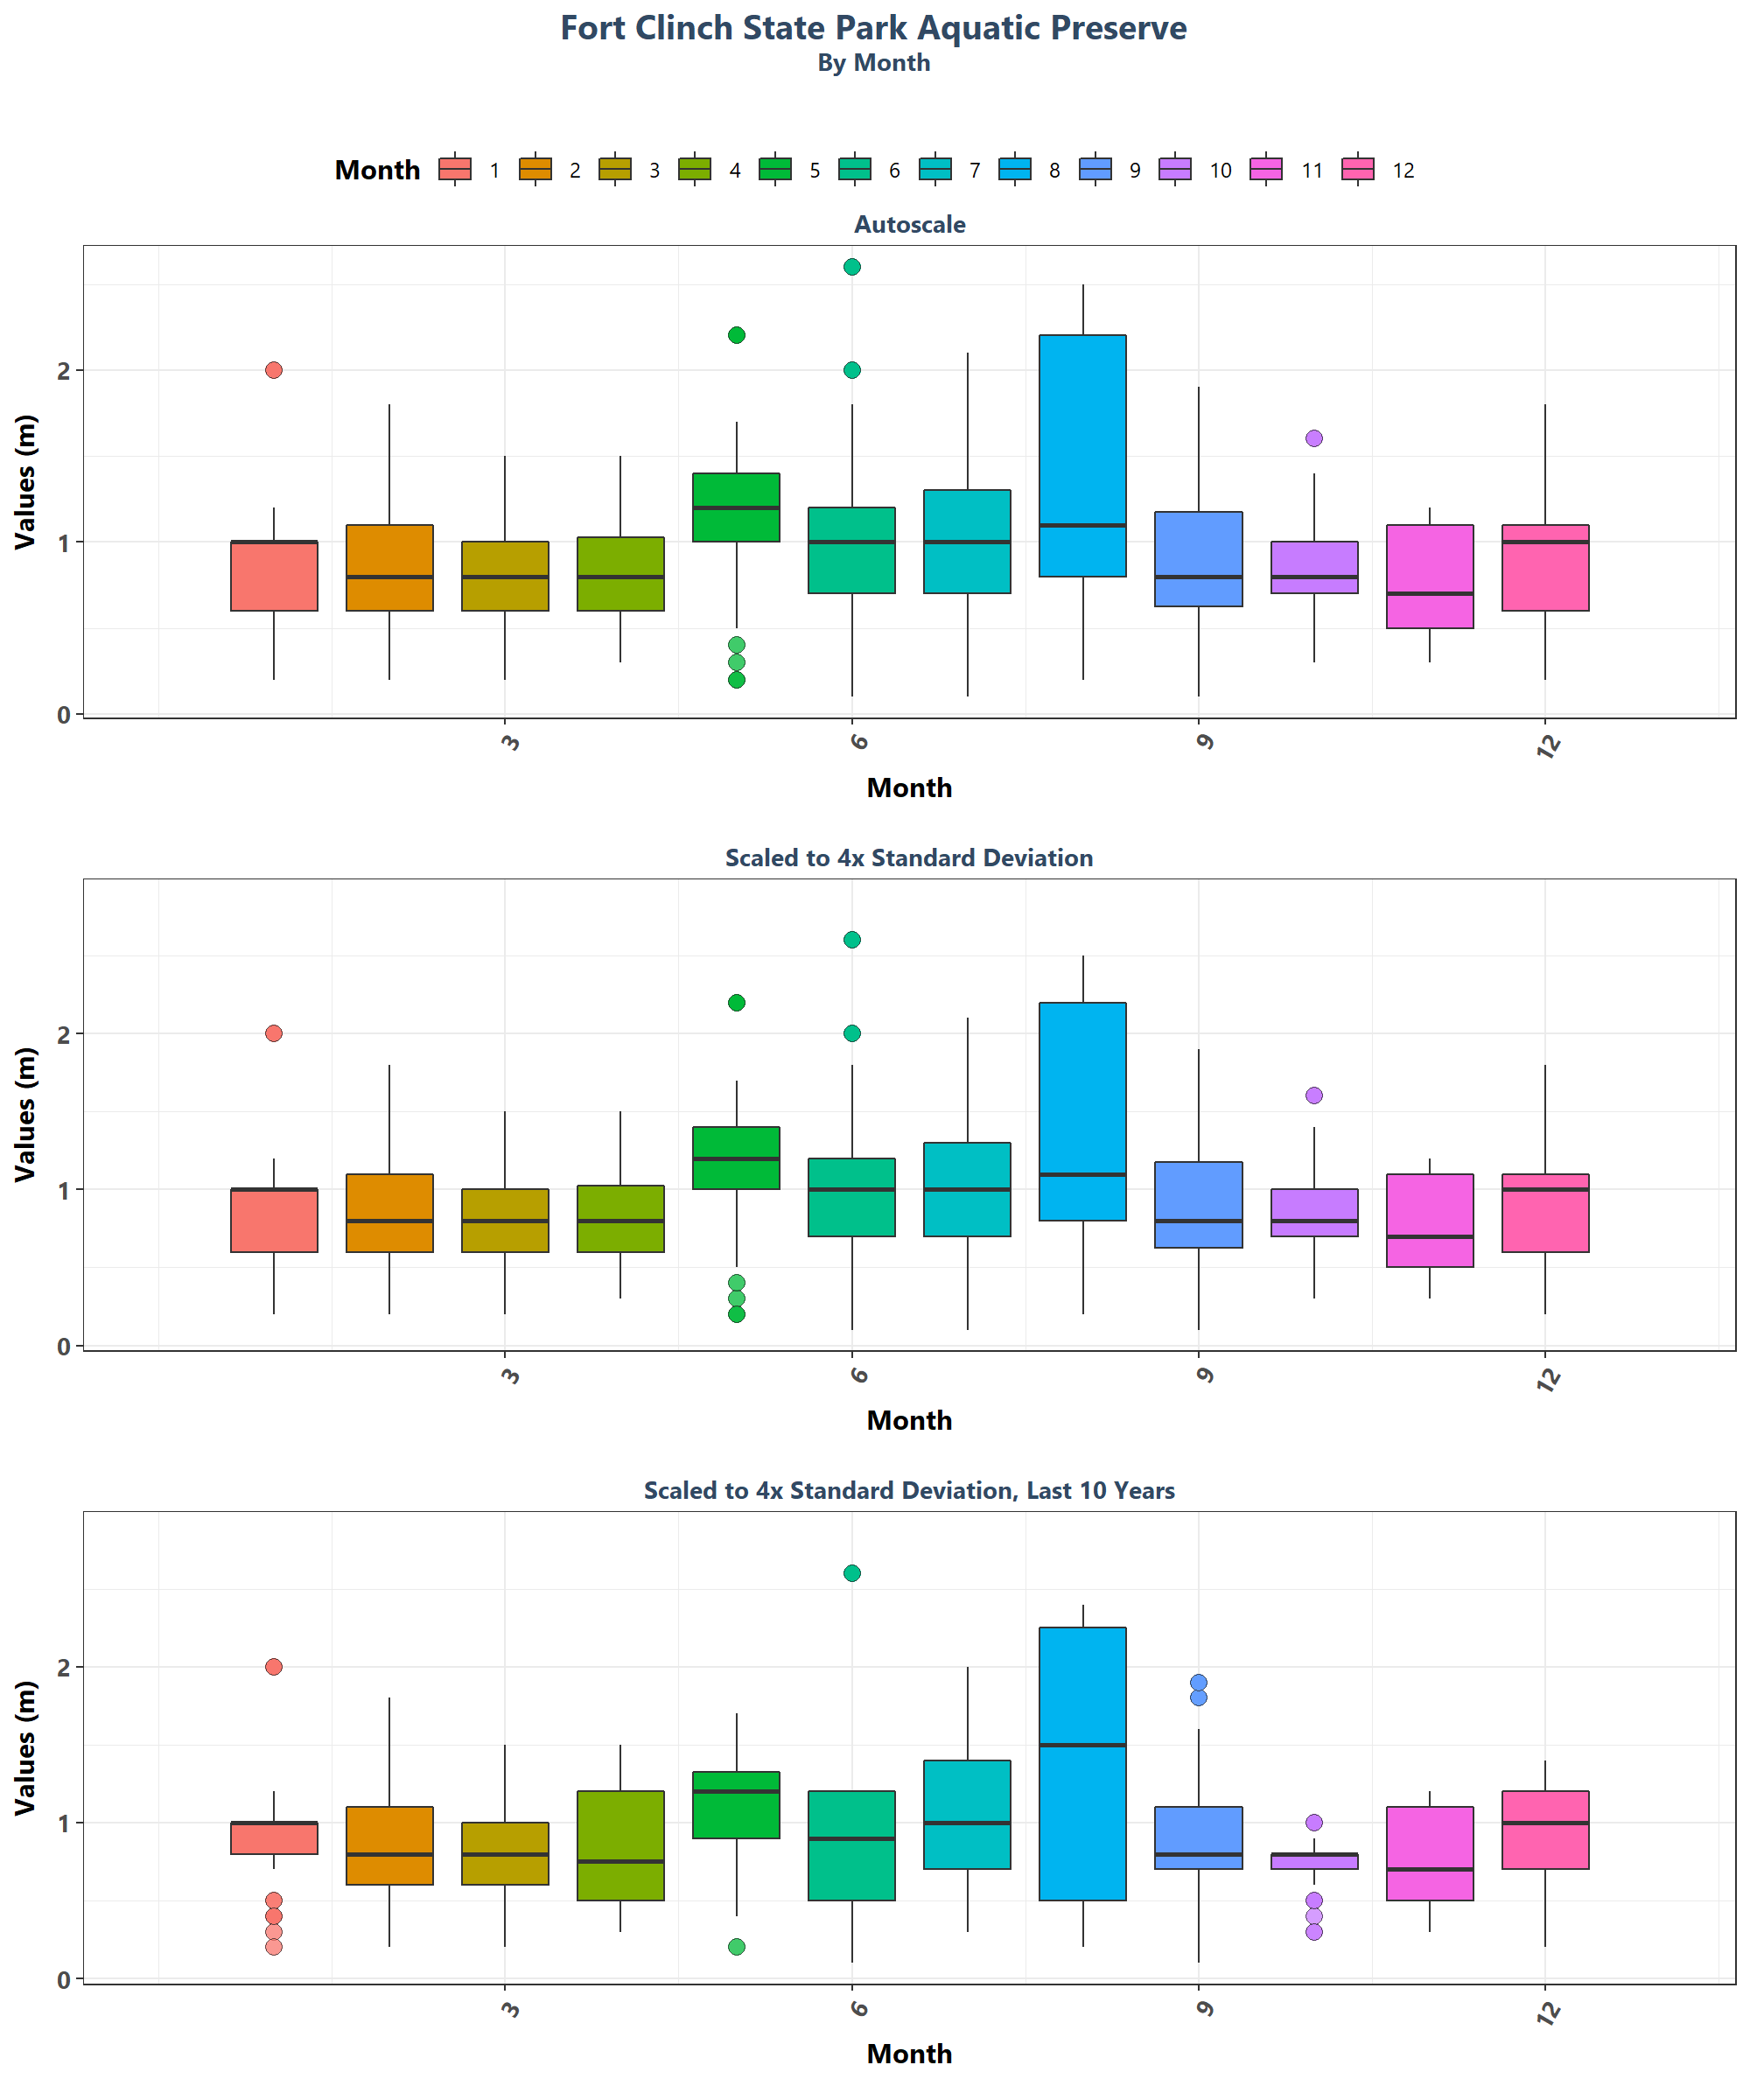 Fort Clinch State Park Aquatic Preserve
By Month
Month 1 2 3 4 5 6 7 8 9 10 11 12
Autoscale
Values (m)
2
1
0
3 6 9 12
Month
Scaled to 4x Standard Deviation
Values (m)
2
1
0
3 6 9 12
Month
Scaled to 4x Standard Deviation, Last 10 Years
Values (m)
2
1
0
3 6 9 12
Month